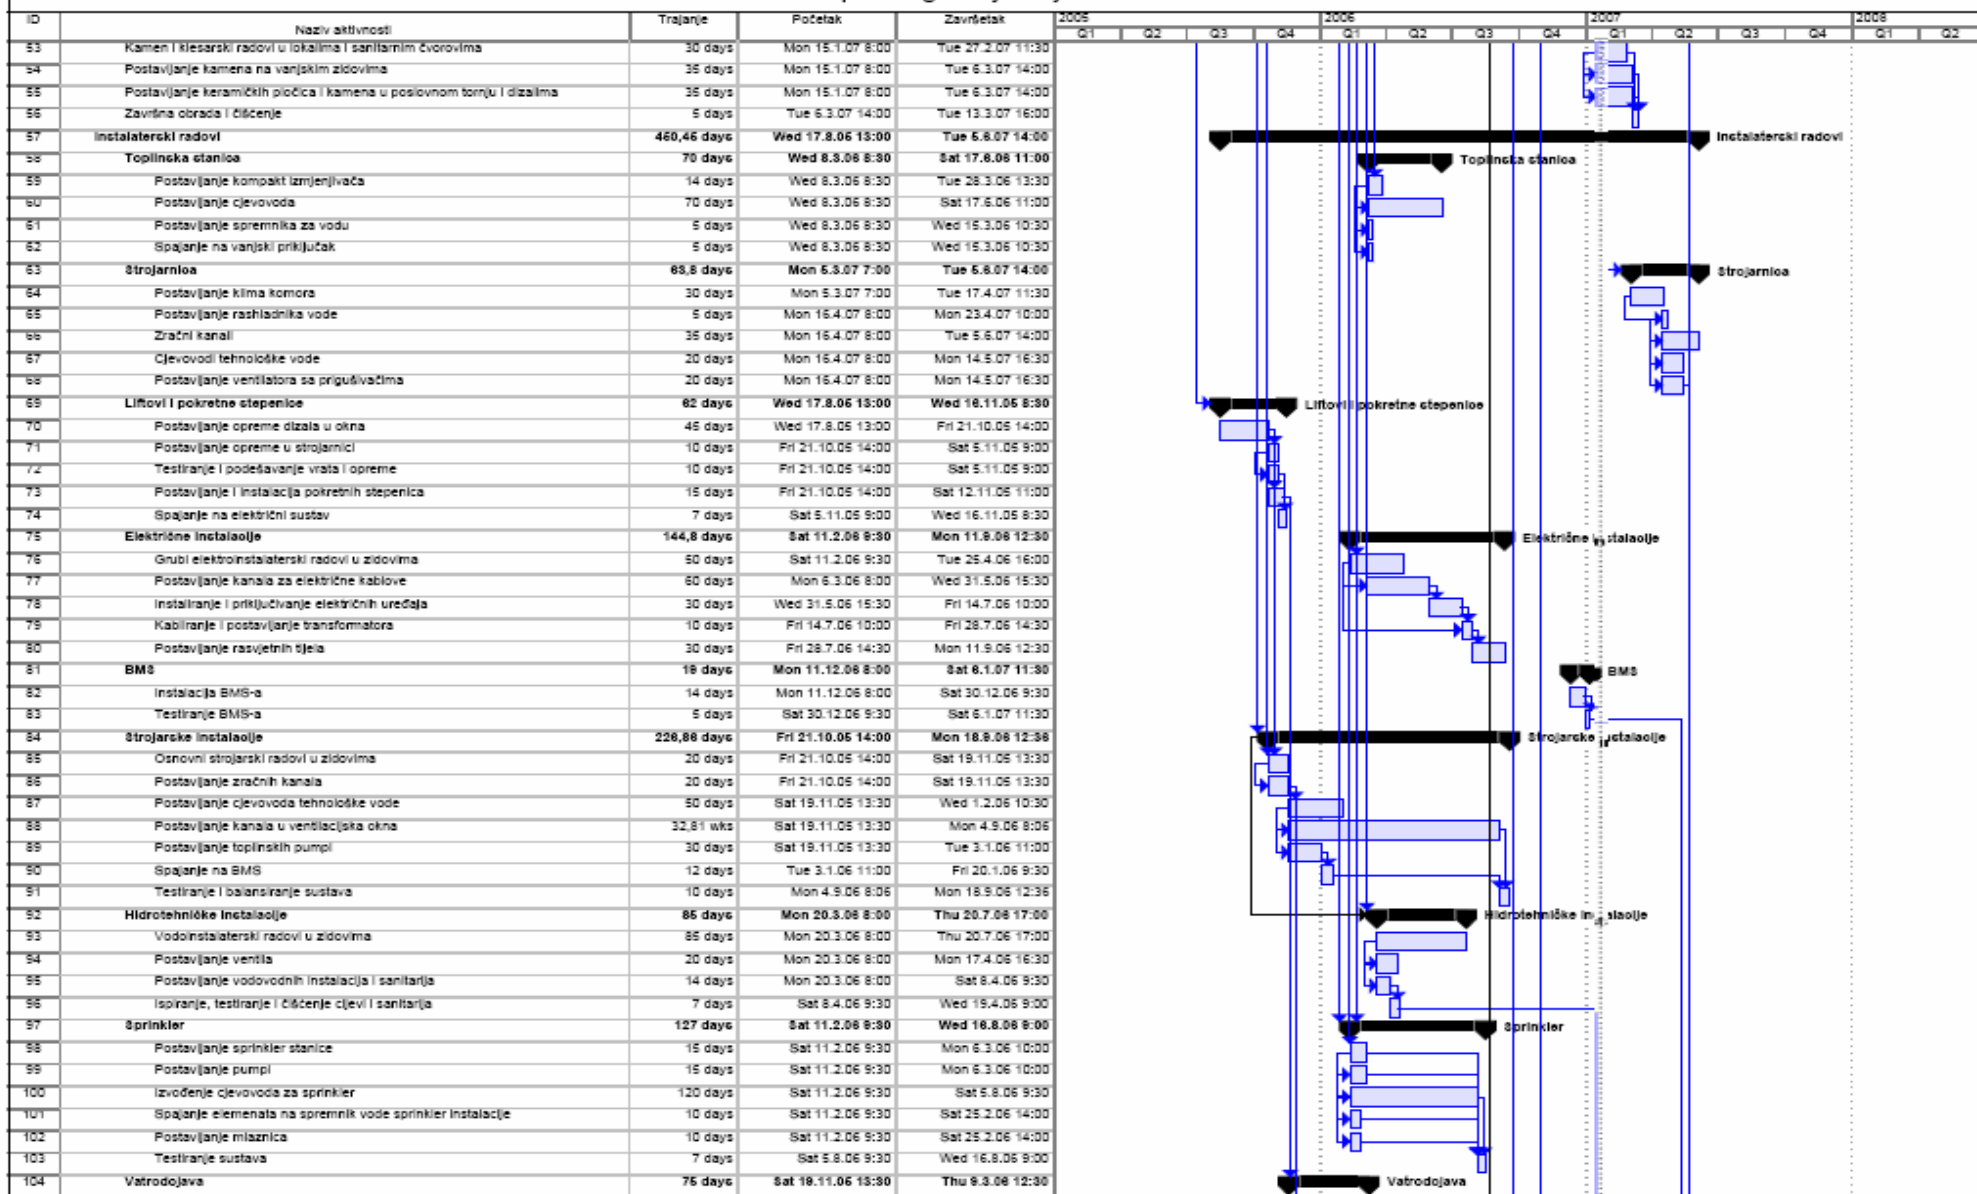 ID Naziv aktivnosti Trajanje Početak Završetak 2005 2006 2007 2008
Q1 Q2 Q3 Q4 Q1 Q2 Q3 Q4 Q1 Q2 Q3 Q4 Q1 Q2
53 Kamen i klesarski radovi u lokalima i sanitarnim čvorovima 30 days Mon 15.1.07 8:00 Tue 27.2.07 11:30
54 Postavljanje kamena na vanjskim zidovima 35 days Mon 15.1.07 8:00 Tue 6.3.07 14:00
55 Postavljanje keramičkih pločica i kamena u poslovnom tornju i dizalima 35 days Mon 15.1.07 8:00 Tue 6.3.07 14:00
56 Završna obrada i čišćenje 5 days Tue 6.3.07 14:00 Tue 13.3.07 16:00
57 Instalaterski radovi 460,45 days Wed 17.8.05 13:00 Tue 5.6.07 14:00 Instalaterski radovi
58 Toplinska stanica 70 days Wed 8.3.06 8:30 Sat 17.6.06 11:00 Toplinska stanica
59 Postavljanje kompakt izmjenjivača 14 days Wed 8.3.06 8:30 Tue 28.3.06 13:30
60 Postavljanje cjevovoda 70 days Wed 8.3.06 8:30 Sat 17.6.06 11:00
61 Postavljanje spremnika za vodu 5 days Wed 8.3.06 8:30 Wed 15.3.06 10:30
62 Spajanje na vanjski priključak 5 days Wed 8.3.06 8:30 Wed 15.3.06 10:30
63 Strojarnica 63,8 days Mon 5.3.07 7:00 Tue 5.6.07 14:00 Strojarnica
64 Postavljanje klima komora 30 days Mon 5.3.07 7:00 Tue 17.4.07 11:30
65 Postavljanje rashladnika vode 5 days Mon 16.4.07 8:00 Mon 23.4.07 10:00
66 Zračni kanali 35 days Mon 16.4.07 8:00 Tue 5.6.07 14:00
67 Cjevovodi tehnološke vode 20 days Mon 16.4.07 8:00 Mon 14.5.07 16:30
68 Postavljanje ventilatora sa prigušivačima 20 days Mon 16.4.07 8:00 Mon 14.5.07 16:30
69 Liftovi i pokretne stepenice 62 days Wed 17.8.05 13:00 Wed 16.11.05 8:30 Liftovi i pokretne stepenice
70 Postavljanje opreme dizala u okna 45 days Wed 17.8.05 13:00 Fri 21.10.05 14:00
71 Postavljanje opreme u strojarnici 10 days Fri 21.10.05 14:00 Sat 5.11.05 9:00
72 Testiranje i podešavanje vrata i opreme 10 days Fri 21.10.05 14:00 Sat 5.11.05 9:00
73 Postavljanje i instalacija pokretnih stepenica 15 days Fri 21.10.05 14:00 Sat 12.11.05 11:00
74 Spajanje na električni sustav 7 days Sat 5.11.05 9:00 Wed 16.11.05 8:30
75 Električne instalacije 144,8 days Sat 11.2.06 9:30 Mon 11.9.06 12:30 Električne instalacije
76 Grubi elektroinstalaterski radovi u zidovima 50 days Sat 11.2.06 9:30 Tue 25.4.06 16:00
77 Postavljanje kanala za električne kablove 60 days Mon 6.3.06 8:00 Wed 31.5.06 15:30
78 Instaliranje i priključivanje električnih uređaja 30 days Wed 31.5.06 15:30 Fri 14.7.06 10:00
79 Kabliranje i postavljanje transformatora 10 days Fri 14.7.06 10:00 Fri 28.7.06 14:30
80 Postavljanje rasvjetnih tijela 30 days Fri 28.7.06 14:30 Mon 11.9.06 12:30
81 BMS 19 days Mon 11.12.06 8:00 Sat 6.1.07 11:30 BMS
82 Instalacija BMS-a 14 days Mon 11.12.06 8:00 Sat 30.12.06 9:30
83 Testiranje BMS-a 5 days Sat 30.12.06 9:30 Sat 6.1.07 11:30
84 Strojarske instalacije 226,86 days Fri 21.10.05 14:00 Mon 18.9.06 12:36 Strojarske instalacije
85 Osnovni strojarski radovi u zidovima 20 days Fri 21.10.05 14:00 Sat 19.11.05 13:30
86 Postavljanje zračnih kanala 20 days Fri 21.10.05 14:00 Sat 19.11.05 13:30
87 Postavljanje cjevovoda tehnološke vode 50 days Sat 19.11.05 13:30 Wed 1.2.06 10:30
88 Postavljanje kanala u ventilacijska okna 32,81 wks Sat 19.11.05 13:30 Mon 4.9.06 8:06
89 Postavljanje toplinskih pumpi 30 days Sat 19.11.05 13:30 Tue 3.1.06 11:00
90 Spajanje na BMS 12 days Tue 3.1.06 11:00 Fri 20.1.06 9:30
91 Testiranje i balansiranje sustava 10 days Mon 4.9.06 8:06 Mon 18.9.06 12:36
92 Hidrotehničke instalacije 85 days Mon 20.3.06 8:00 Thu 20.7.06 17:00 Hidrotehničke instalacije
93 Vodoinstalaterski radovi u zidovima 85 days Mon 20.3.06 8:00 Thu 20.7.06 17:00
94 Postavljanje ventila 20 days Mon 20.3.06 8:00 Mon 17.4.06 16:30
95 Postavljanje vodovodnih instalacija i sanitarija 14 days Mon 20.3.06 8:00 Sat 8.4.06 9:30
96 Ispiranje, testiranje i čišćenje cijevi i sanitarija 7 days Sat 8.4.06 9:30 Wed 19.4.06 9:00
97 Sprinkler 127 days Sat 11.2.06 9:30 Wed 16.8.06 9:00 Sprinkler
98 Postavljanje sprinkler stanice 15 days Sat 11.2.06 9:30 Mon 6.3.06 10:00
99 Postavljanje pumpi 15 days Sat 11.2.06 9:30 Mon 6.3.06 10:00
100 Izvođenje cjevovoda za sprinkler 120 days Sat 11.2.06 9:30 Sat 5.8.06 9:30
101 Spajanje elemenata na spremnik vode sprinkler instalacije 10 days Sat 11.2.06 9:30 Sat 25.2.06 14:00
102 Postavljanje mlaznica 10 days Sat 11.2.06 9:30 Sat 25.2.06 14:00
103 Testiranje sustava 7 days Sat 5.8.06 9:30 Wed 16.8.06 9:00
104 Vatrodojava 75 days Sat 19.11.05 13:30 Thu 9.3.06 12:30 Vatrodojava